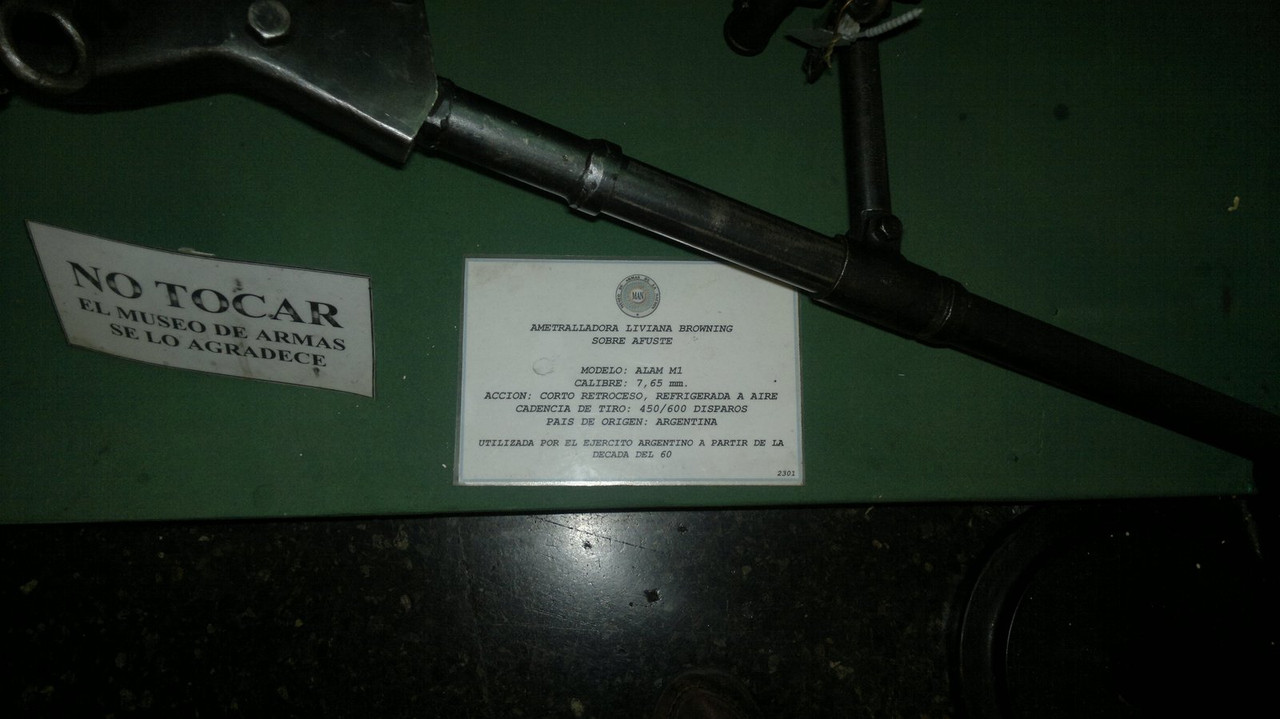 NO TOCAR
EL MUSEO DE ARMAS
SE LO AGRADECE
MAN
AMETRALLADORA LIVIANA BROWNING
SOBRE AFUSTE
MODELO: ALAM M1
CALIBRE: 7,65 mm.
ACCION: CORTO RETROCESO, REFRIGERADA A AIRE
CADENCIA DE TIRO: 450/600 DISPAROS
PAIS DE ORIGEN: ARGENTINA
UTILIZADA POR EL EJERCITO ARGENTINO A PARTIR DE LA
DECADA DEL 60
2301